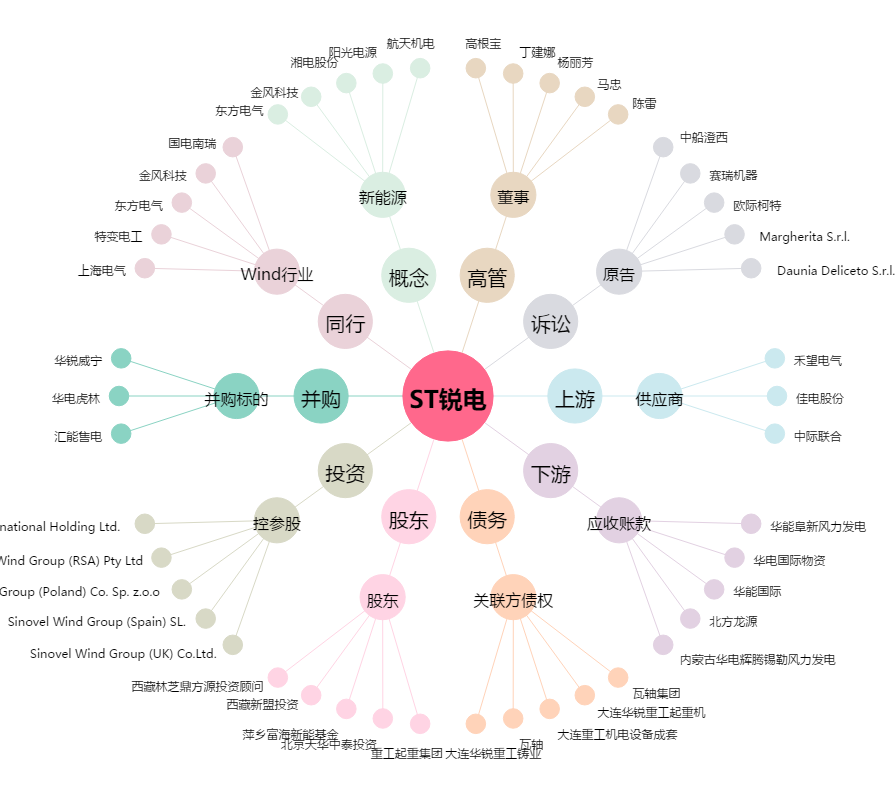 航天机电
阳光电源
湘电股份
金风科技
东方电气
新能源
概念
高根宝
丁建娜
杨丽芳
马忠
陈雷
董事
高管
国电南瑞
金风科技
东方电气
特变电工
上海电气
Wind行业
同行
中船澄西
赛瑞机器
欧际柯特
Margherita S.r.l.
Daunia Deliceto S.r.l.
原告
诉讼
华锐威宁
华电虎林
汇能售电
并购标的
并购
ST锐电
上游
供应商
禾望电气
佳电股份
中际联合
投资
控参股
national Holding Ltd.
Wind Group (RSA) Pty Ltd
Group (Poland) Co. Sp. z.o.o
Sinovel Wind Group (Spain) SL.
Sinovel Wind Group (UK) Co.Ltd.
下游
应收账款
华能阜新风力发电
华电国际物资
华能国际
北方龙源
内蒙古华电辉腾锡勒风力发电
股东
股东
西藏林芝鼎方源投资顾问
西藏新盟投资
萍乡富海新能基金
北京天华中泰投资
重工起重集团
债务
关联方债权
瓦轴集团
大连华锐重工起重机
大连重工机电设备成套
瓦轴
大连华锐重工铸业